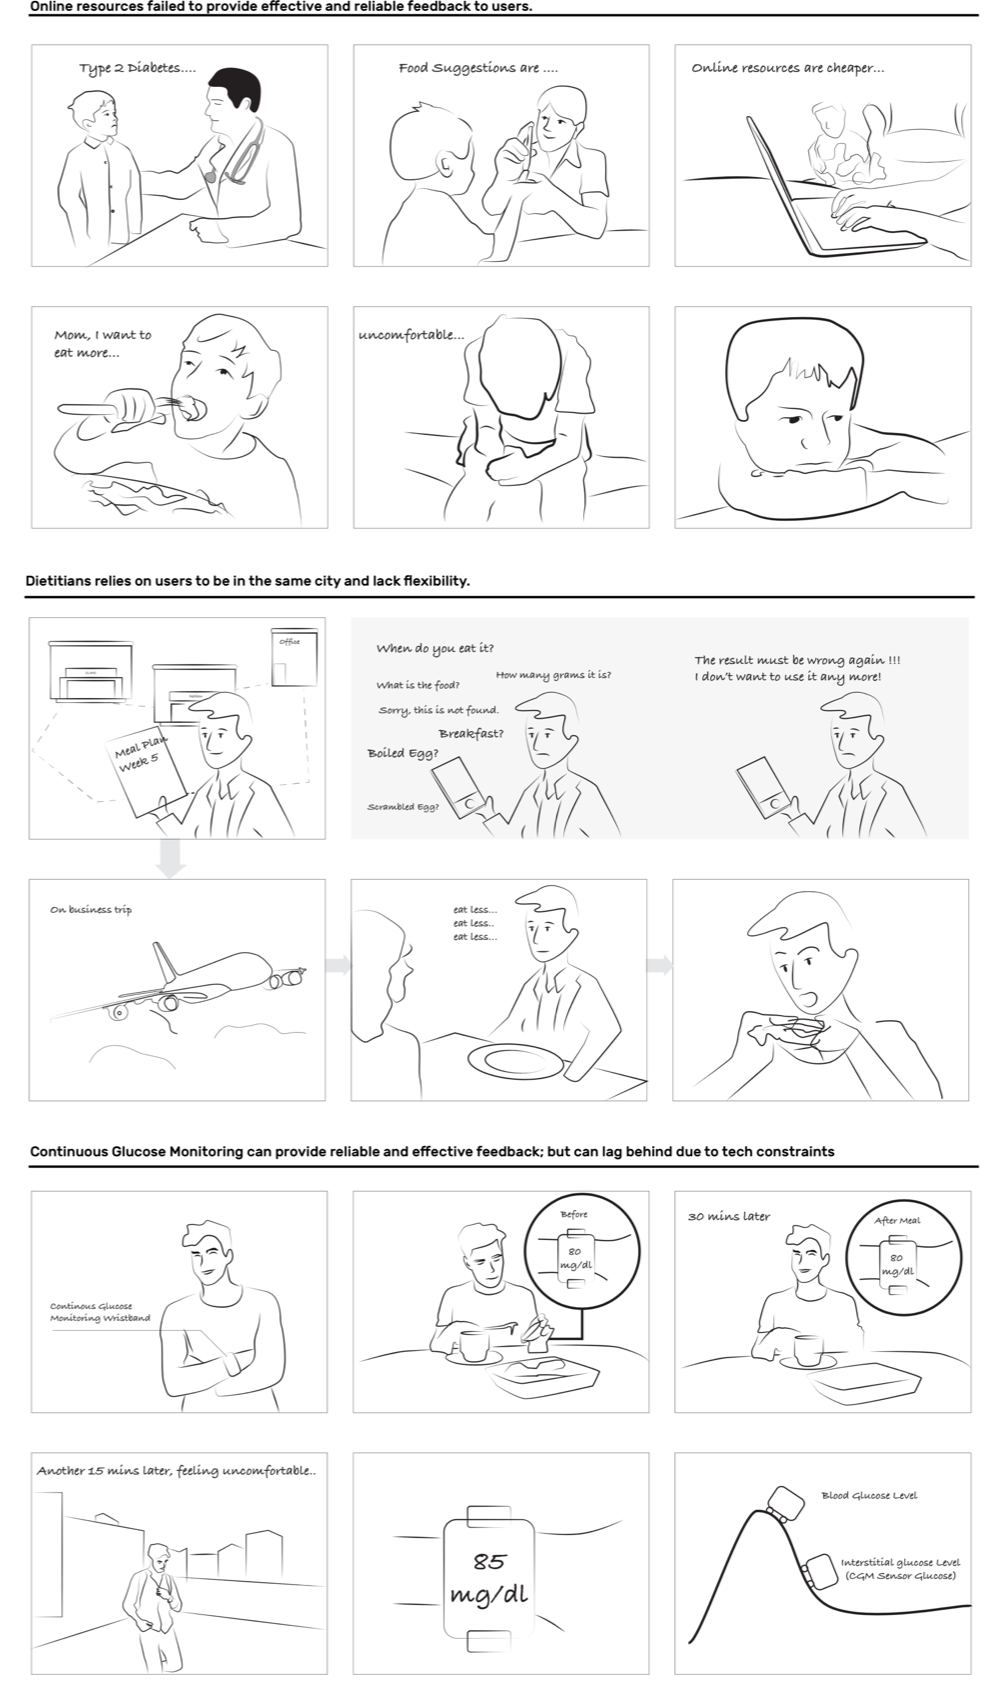 Online resources failed to provide effective and reliable feedback to users.
Type 2 Diabetes....
Food Suggestions are ....
Online resources are cheaper...
Mom, I want to
eat more...
uncomfortable...
Dietitians relies on users to be in the same city and lack flexibility.
Office
Meal Plan
Week 5
When do you eat it?
How many grams it is?
What is the food?
Sorry, this is not found.
Breakfast?
Boiled Egg?
Scrambled Egg?
The result must be wrong again !!!
I don't want to use it any more!
On business trip
eat less...
eat less..
eat less...
Continuous Glucose Monitoring can provide reliable and effective feedback; but can lag behind due to tech constraints
Continous Glucose
Monitoring Wristband
Before
80
mg/dl
30 mins later
After Meal
80
mg/dl
Another 15 mins later, feeling uncomfortable..
85
mg/dl
Blood Glucose Level
Interstitial glucose Level
(CGM Sensor Glucose)